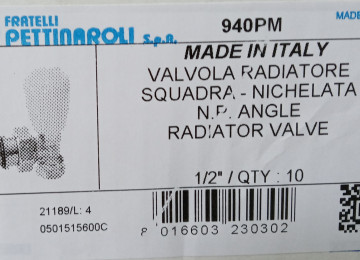 FRATELLI
PETTINAROLI S.p.A.
940PM
MADE
MADE IN ITALY
VALVOLA RADIATORE
SQUADRA - NICHELATA
N.P. ANGLE
RADIATOR VALVE
1/2" / QTY : 10
21189/L: 4
0501515600C
8 016603 230302